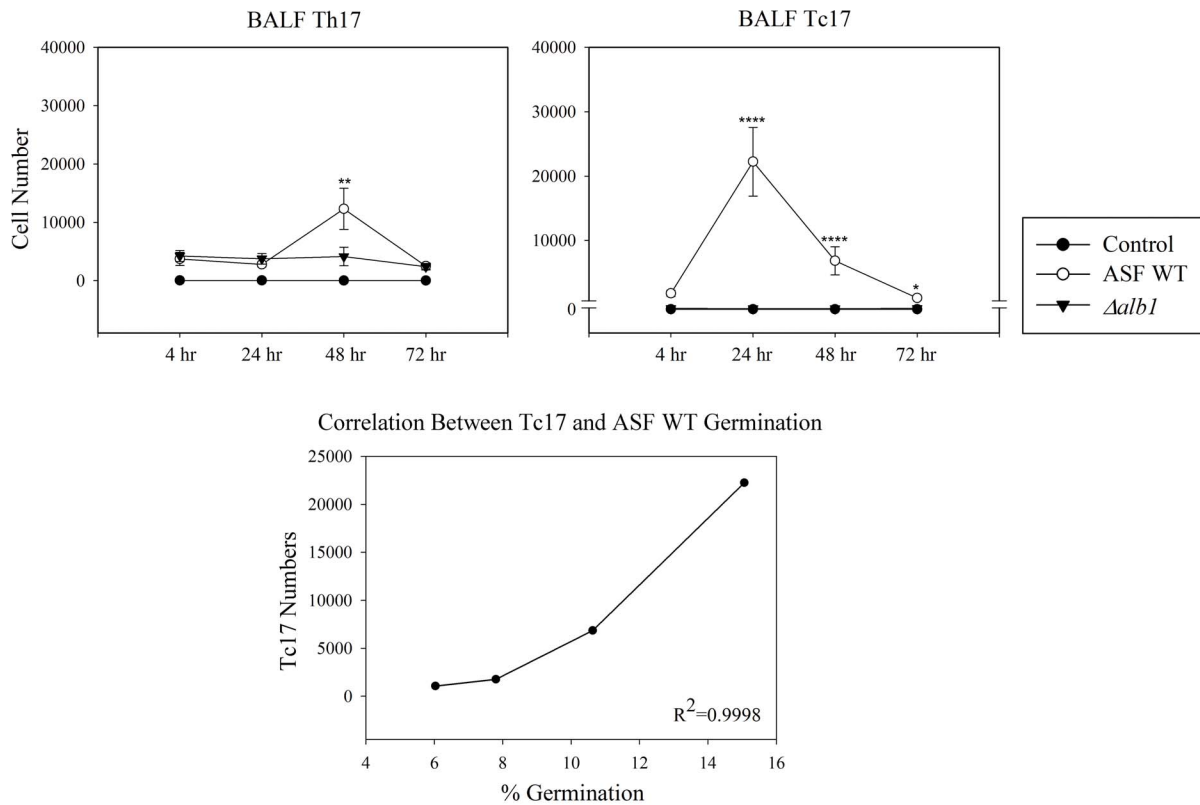 BALF Th17
40000
30000
20000
10000
0
Cell Number
**
4 hr 24 hr 48 hr 72 hr
BALF Tc17
40000
30000
20000
10000
0
****
****
*
4 hr 24 hr 48 hr 72 hr
Control
ASF WT
Δalb1
Correlation Between Tc17 and ASF WT Germination
25000
20000
15000
10000
5000
0
Tc17 Numbers
R²=0.9998
4 6 8 10 12 14 16
% Germination